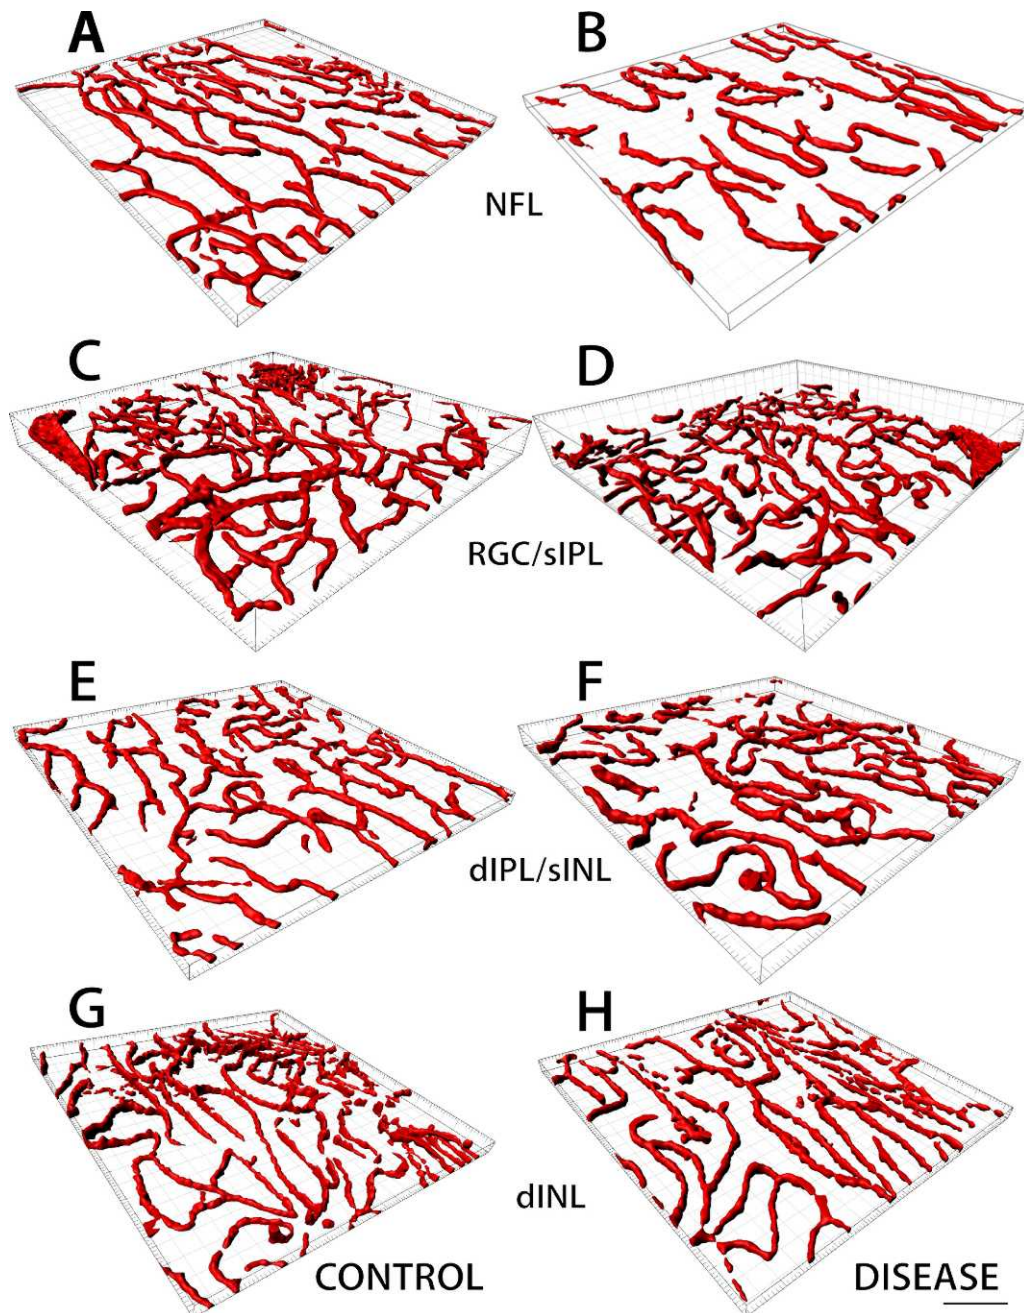 A B
NFL
C D
RGC/sIPL
E F
dIPL/sINL
G H
dINL
CONTROL DISEASE